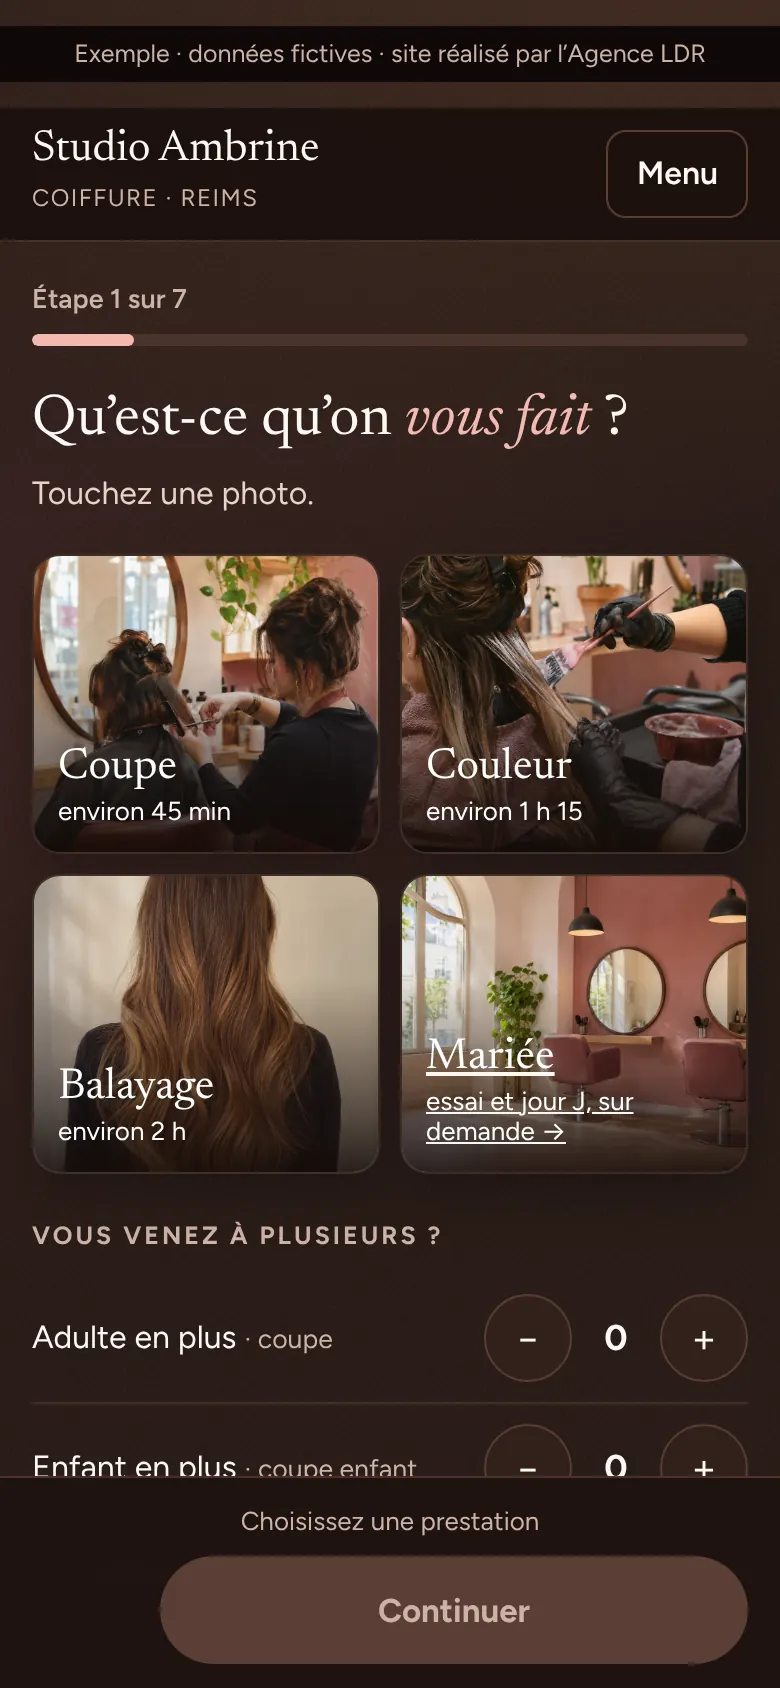 Exemple · données fictives · site réalisé par l’Agence LDR
Studio Ambrine
COIFFURE · REIMS
Menu
Étape 1 sur 7
Qu’est-ce qu’on vous fait ?
Touchez une photo.
Coupe
environ 45 min
Couleur
environ 1 h 15
Balayage
environ 2 h
Mariée
essai et jour J, sur
demande →
VOUS VENEZ À PLUSIEURS ?
Adulte en plus · coupe − 0 +
Enfant en plus · coupe enfant − 0 +
Choisissez une prestation
Continuer